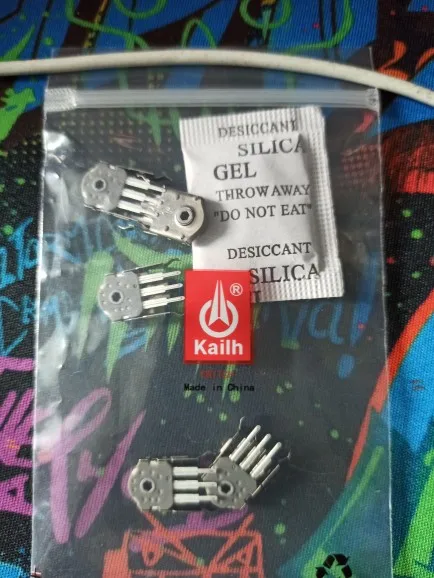 DESICCANT
SILICA
GEL
THROW AWAY
"DO NOT EAT"
DESICCANT
SILICA
®
Kailh
Made in China